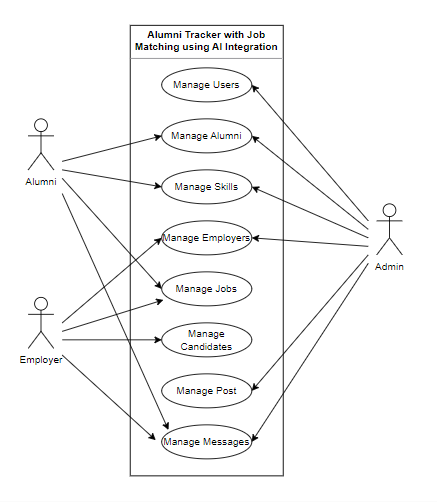 Alumni Tracker with Job
Matching using AI Integration
Manage Users
Manage Alumni
Alumni
Manage Skills
Manage Employers
Admin
Manage Jobs
Manage
Candidates
Employer
Manage Post
Manage Messages